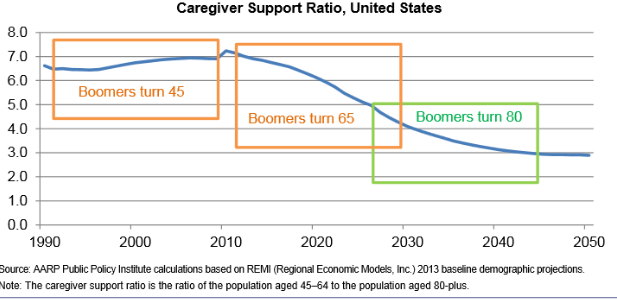 Caregiver Support Ratio, United States
8.0
7.0
6.0
5.0
4.0
3.0
2.0
1.0
0.0
Boomers turn 45
Boomers turn 65
Boomers turn 80
1990 2000 2010 2020 2030 2040 2050
Source: AARP Public Policy Institute calculations based on REMI (Regional Economic Models, Inc.) 2013 baseline demographic projections.
Note: The caregiver support ratio is the ratio of the population aged 45–64 to the population aged 80-plus.